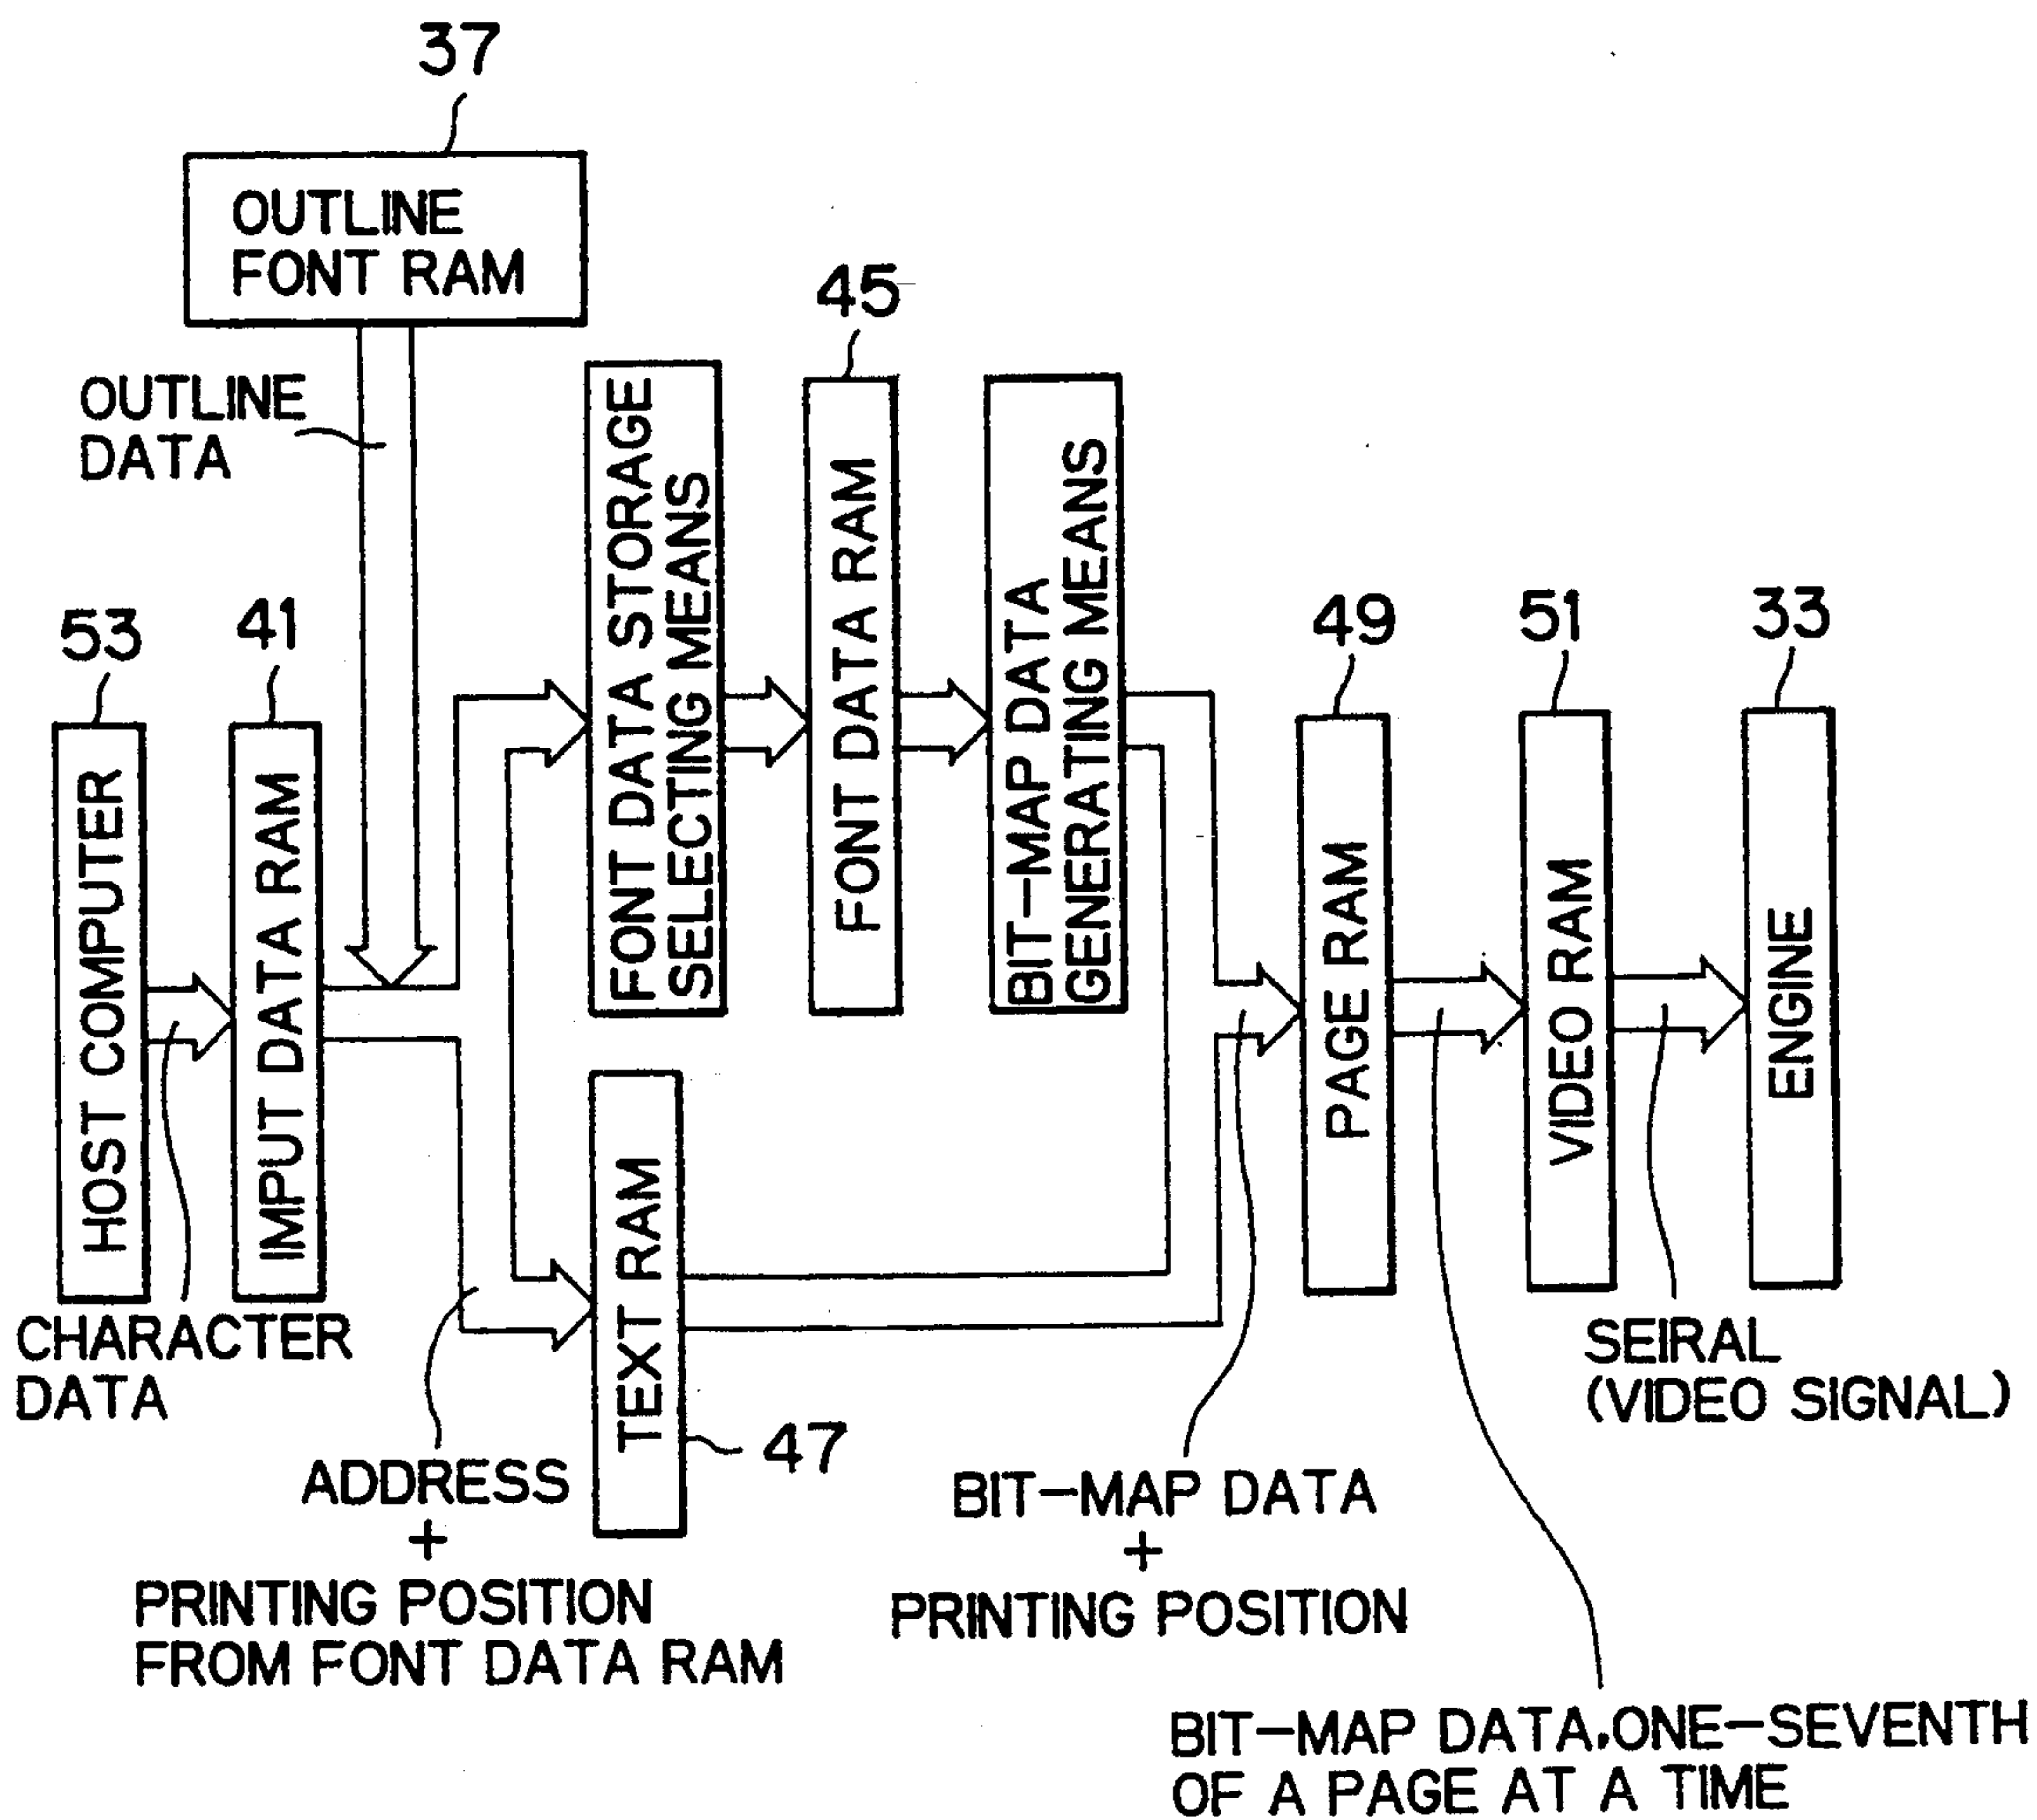 37
OUTLINE
FONT RAM
OUTLINE
DATA
45
FONT DATA STORAGE
SELECTING MEANS
FONT DATA RAM
BIT-MAP DATA
GENERATING MEANS
53
HOST COMPUTER
41
IMPUT DATA RAM
49
PAGE RAM
51
VIDEO RAM
33
ENGINE
TEXT RAM
47
CHARACTER
DATA
ADDRESS
+
PRINTING POSITION
FROM FONT DATA RAM
BIT-MAP DATA
+
PRINTING POSITION
SEIRAL
(VIDEO SIGNAL)
BIT-MAP DATA,ONE-SEVENTH
OF A PAGE AT A TIME